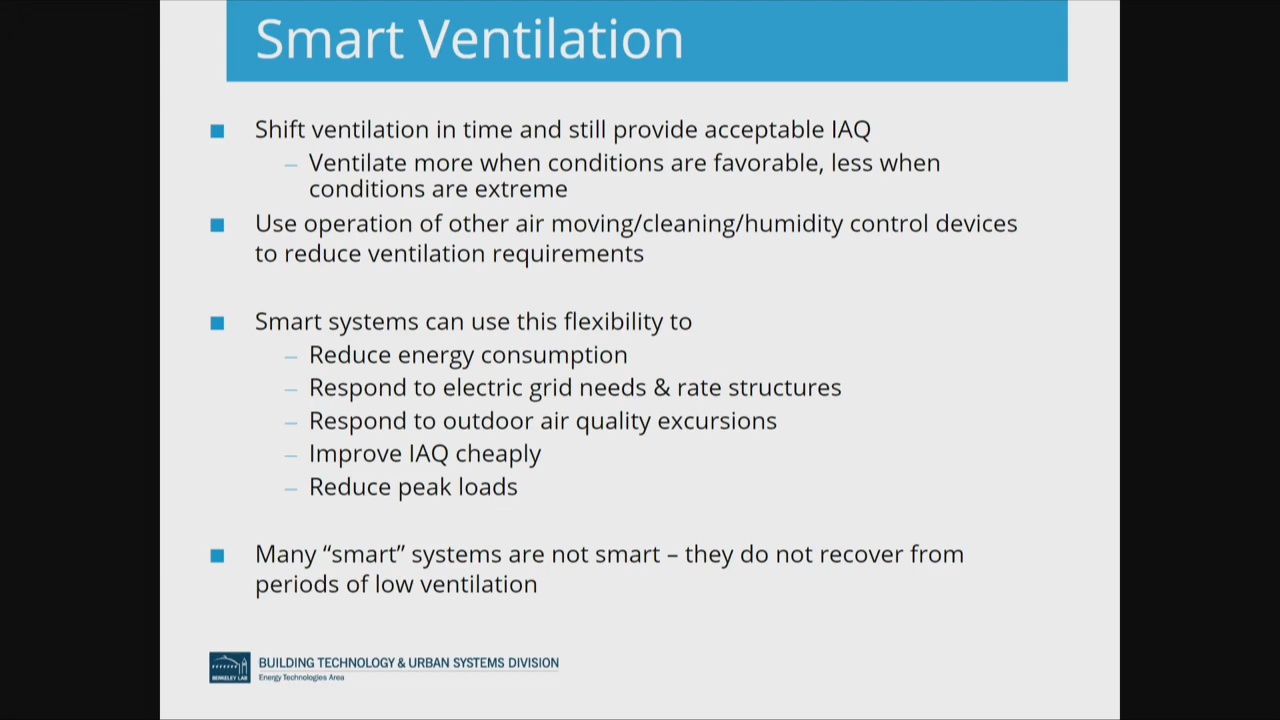 Smart Ventilation
Shift ventilation in time and still provide acceptable IAQ
– Ventilate more when conditions are favorable, less when
conditions are extreme
Use operation of other air moving/cleaning/humidity control devices
to reduce ventilation requirements
Smart systems can use this flexibility to
– Reduce energy consumption
– Respond to electric grid needs & rate structures
– Respond to outdoor air quality excursions
– Improve IAQ cheaply
– Reduce peak loads
Many “smart” systems are not smart – they do not recover from
periods of low ventilation
BERKELEY LAB
BUILDING TECHNOLOGY & URBAN SYSTEMS DIVISION
Energy Technologies Area